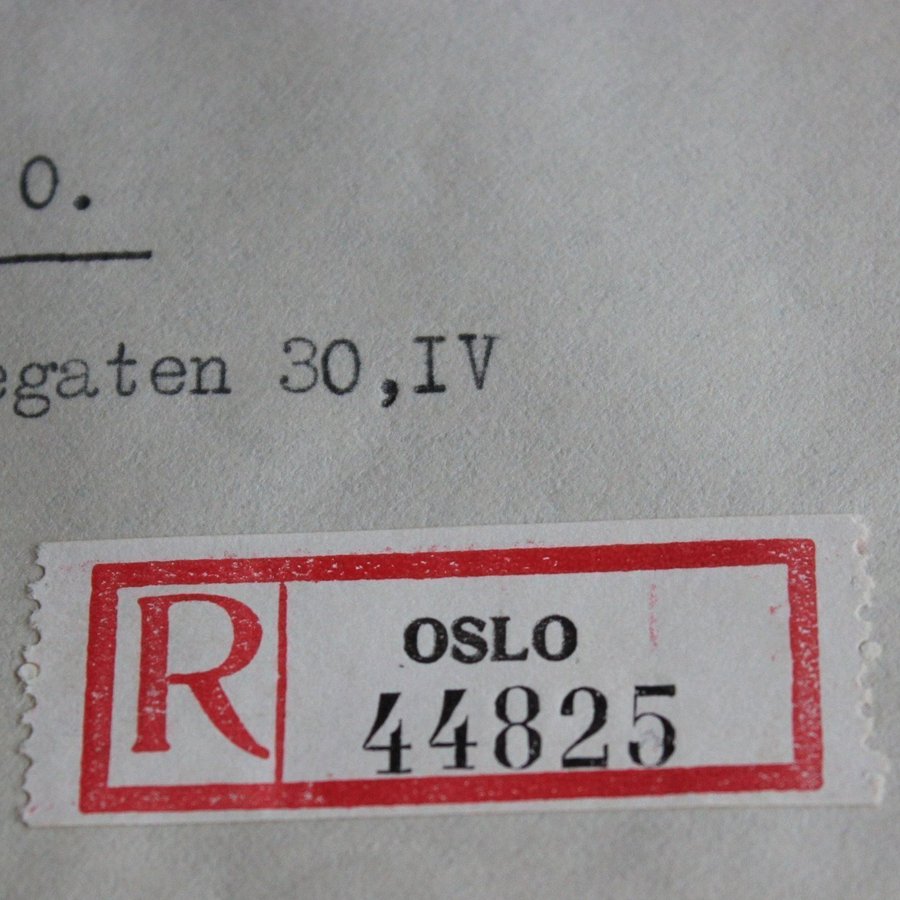 o.
egaten 30,IV
R
OSLO
44825